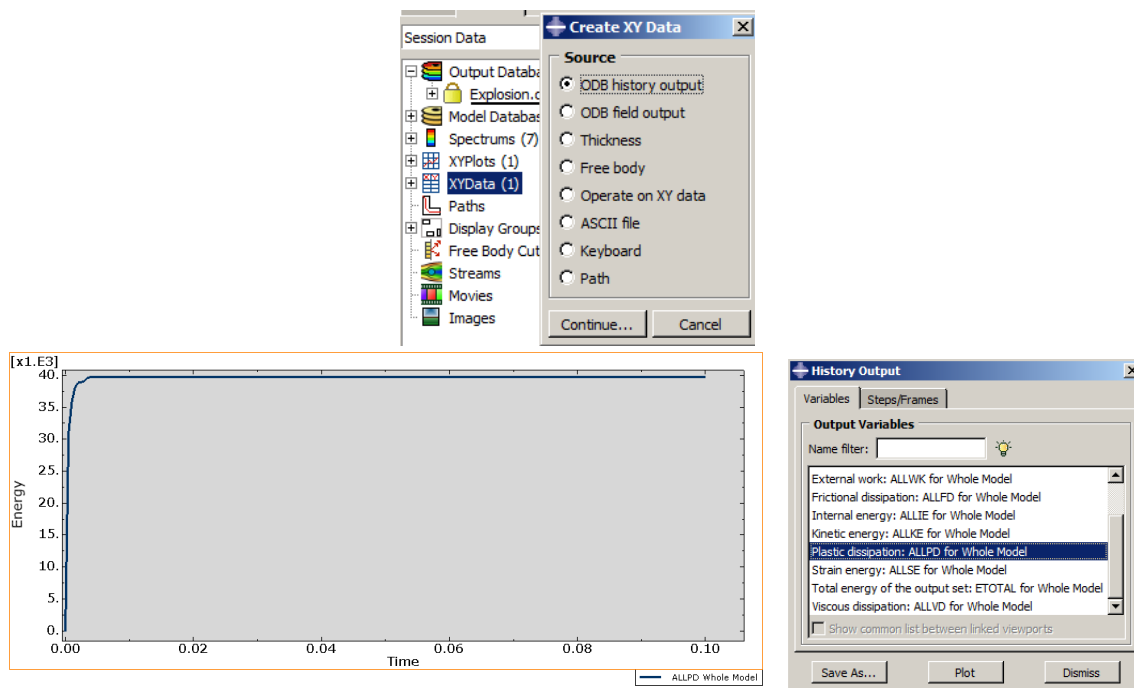 Session Data
Output Databa
Explosion.o
Model Databas
Spectrums (7)
XYPlots (1)
XYData (1)
Paths
Display Groups
Free Body Cut
Streams
Movies
Images
Create XY Data
Source
ODB history output
ODB field output
Thickness
Free body
Operate on XY data
ASCII file
Keyboard
Path
Continue...
Cancel
[x1.E3]
40.
35.
30.
25.
20.
15.
10.
5.
0.
Energy
0.00 0.02 0.04 0.06 0.08 0.10
Time
ALLPD Whole Model
History Output
Variables Steps/Frames
Output Variables
Name filter:
External work: ALLWK for Whole Model
Frictional dissipation: ALLFD for Whole Model
Internal energy: ALLIE for Whole Model
Kinetic energy: ALLKE for Whole Model
Plastic dissipation: ALLPD for Whole Model
Strain energy: ALLSE for Whole Model
Total energy of the output set: ETOTAL for Whole Model
Viscous dissipation: ALLVD for Whole Model
Show common list between linked viewports
Save As... Plot Dismiss